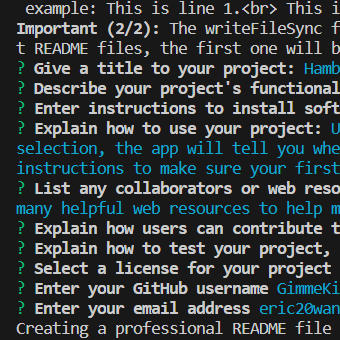 example: This is line 1.<br> This i
Important (2/2): The writeFileSync f
t README files, the first one will b
? Give a title to your project: Hamb
? Describe your project's functional
? Enter instructions to install soft
? Explain how to use your project: U
selection, the app will tell you whe
instructions to make sure your first
? List any collaborators or web reso
many helpful web resources to help m
? Explain how users can contribute t
? Explain how to test your project,
? Select a license for your project
? Enter your GitHub username GimmeKi
? Enter your email address eric20wan
Creating a professional README file